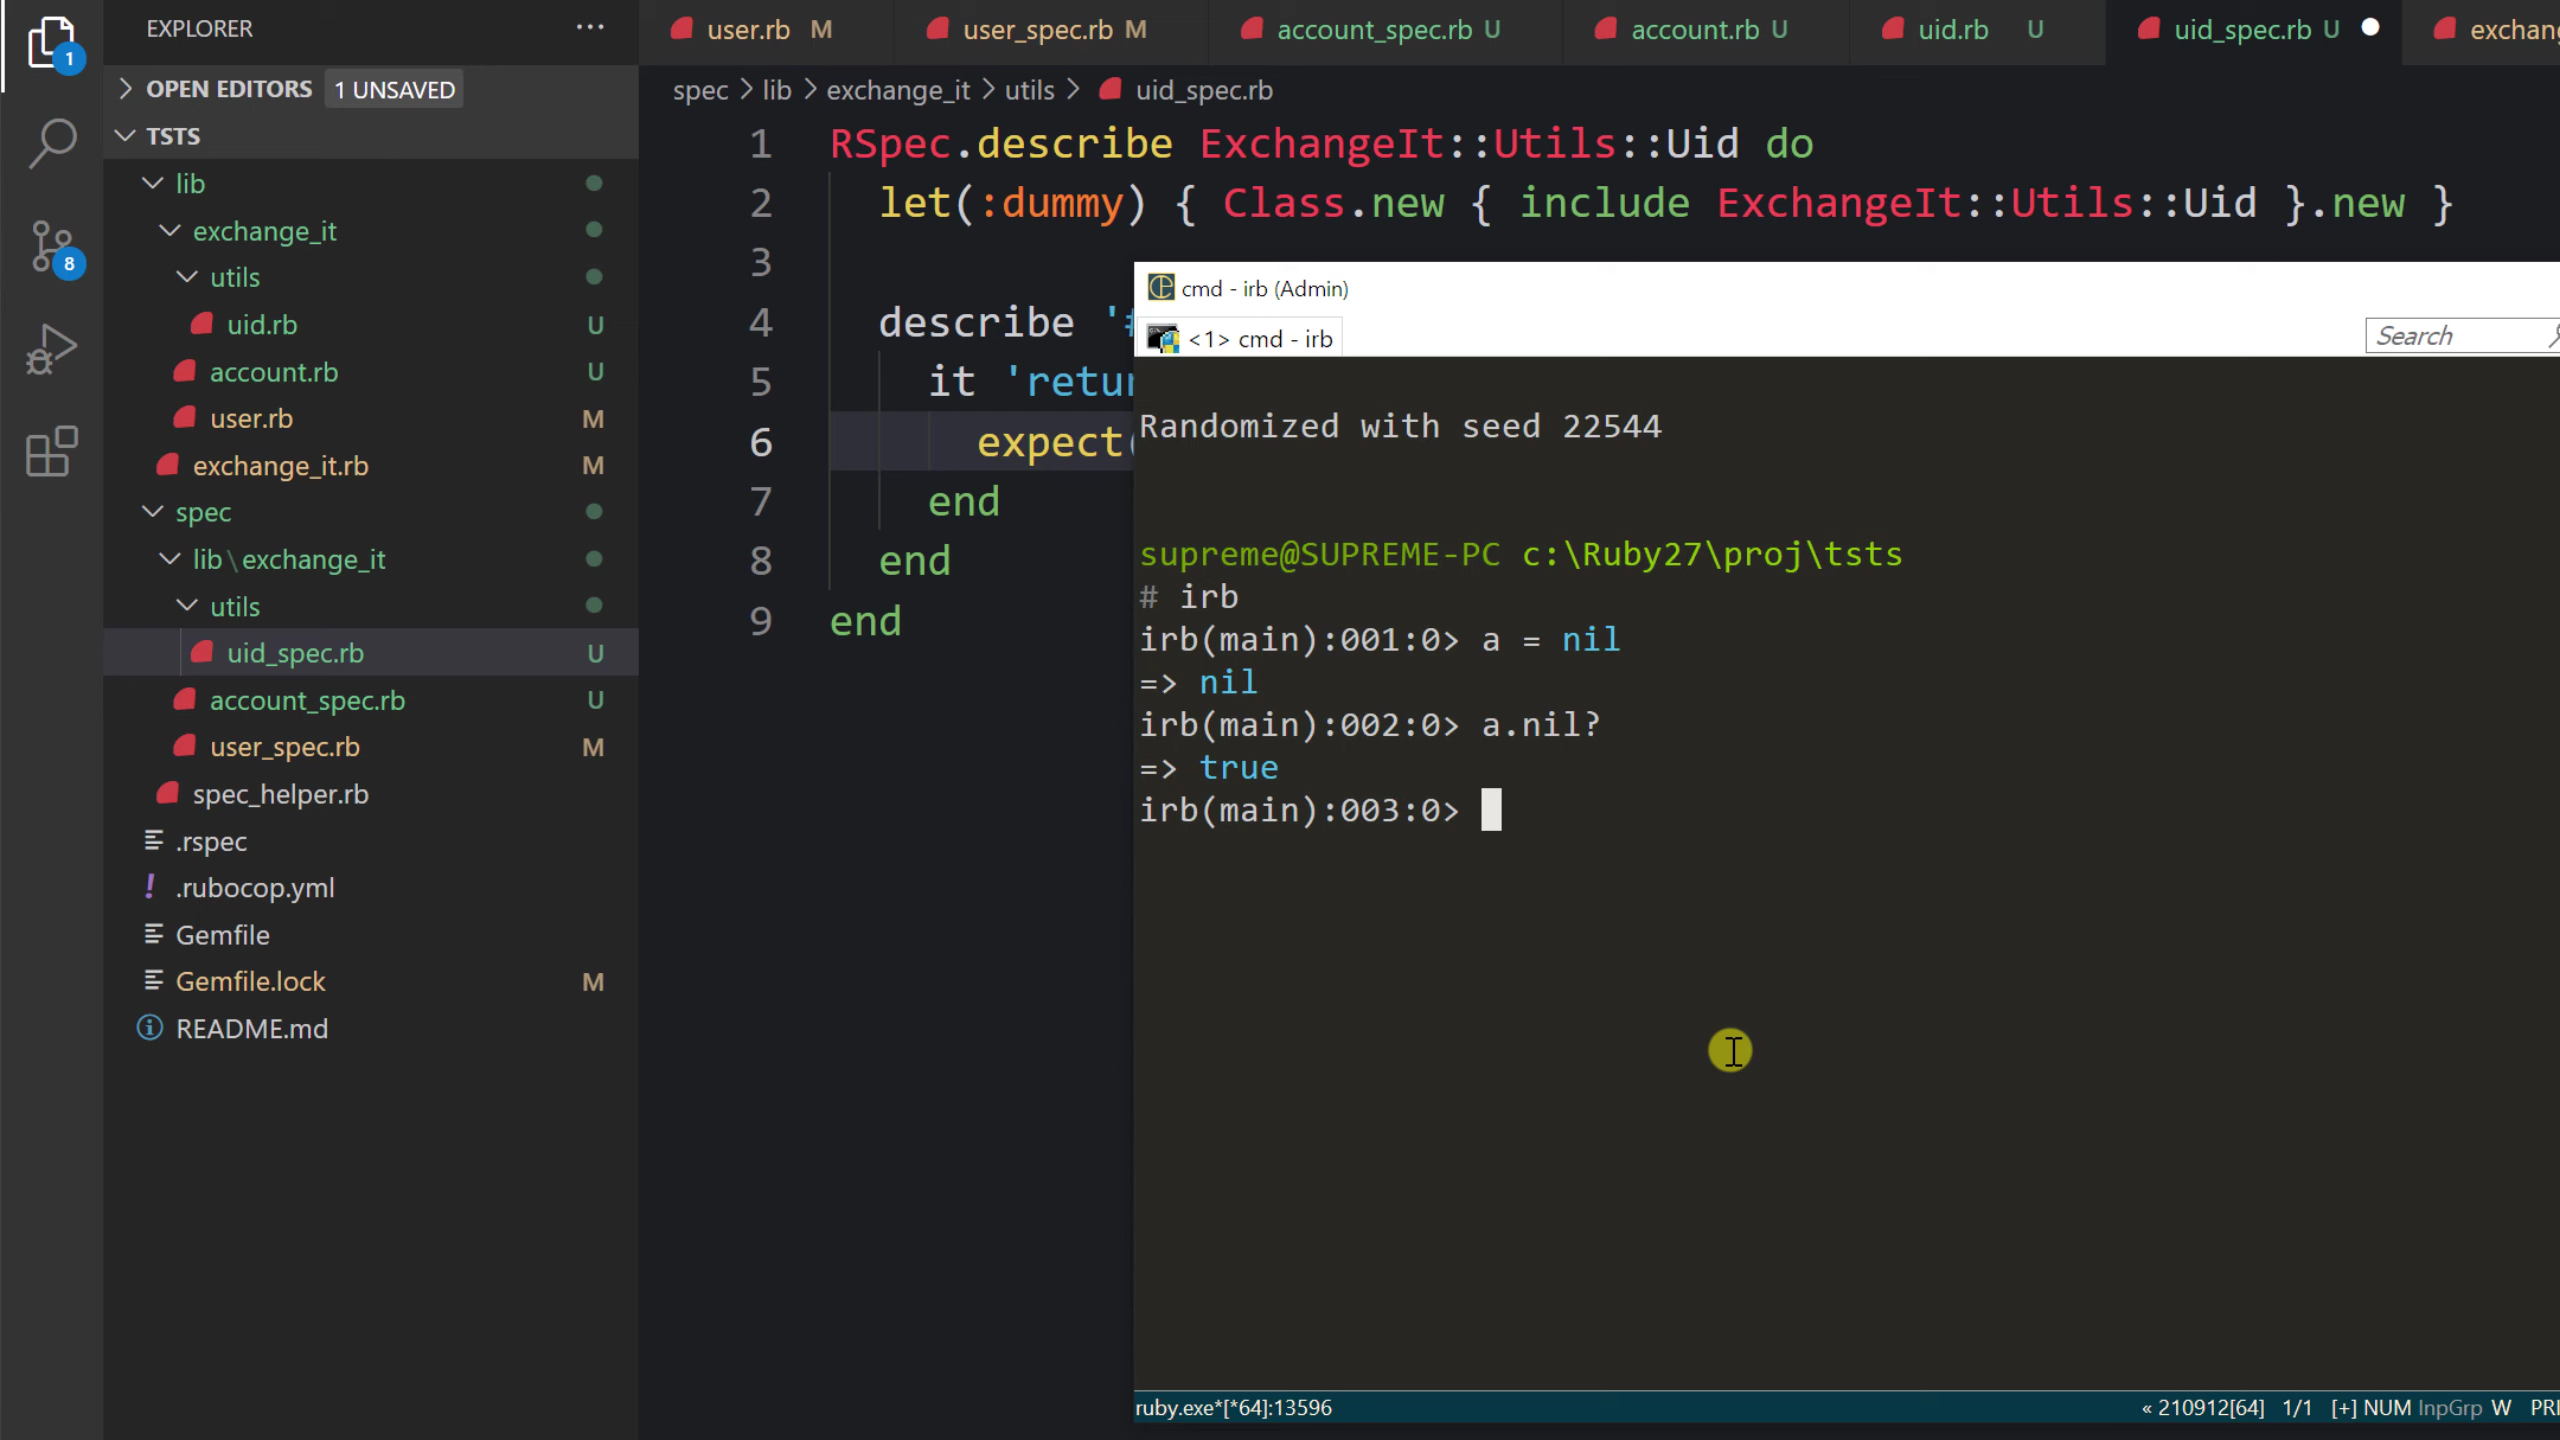 EXPLORER
OPEN EDITORS 1 UNSAVED
TSTS
lib
exchange_it
utils
uid.rb U
account.rb U
user.rb M
exchange_it.rb M
spec
lib\exchange_it
utils
uid_spec.rb U
account_spec.rb U
user_spec.rb M
spec_helper.rb
.rspec
.rubocop.yml
Gemfile
Gemfile.lock M
README.md
1
8
user.rb M user_spec.rb M account_spec.rb U account.rb U uid.rb U uid_spec.rb U exchang
spec > lib > exchange_it > utils > uid_spec.rb
1 RSpec.describe ExchangeIt::Utils::Uid do
2 let(:dummy) { Class.new { include ExchangeIt::Utils::Uid }.new }
3
4 describe '#
5 it 'retur
6 expect(
7 end
8 end
9 end
cmd - irb (Admin)
<1> cmd - irb Search
Randomized with seed 22544
supreme@SUPREME-PC c:\Ruby27\proj\tsts
# irb
irb(main):001:0> a = nil
=> nil
irb(main):002:0> a.nil?
=> true
irb(main):003:0>
ruby.exe*[*64]:13596 « 210912[64] 1/1 [+] NUM InpGrp W PRI